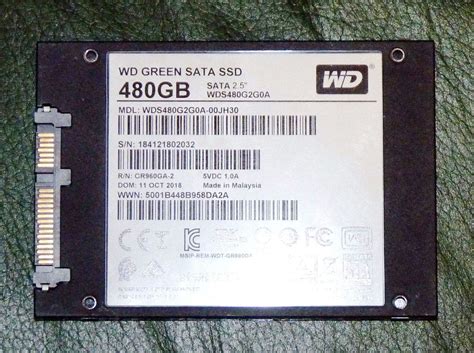 WD GREEN SATA SSD
480GB SATA 2.5"
WDS480G2G0A
WD
MDL: WDS480G2G0A-00JH30
S/N: 184121802032
R/N: CR960GA-2 5VDC 1.0A
DOM: 11 OCT 2018 Made in Malaysia
WWN: 5001B448B958DA2A